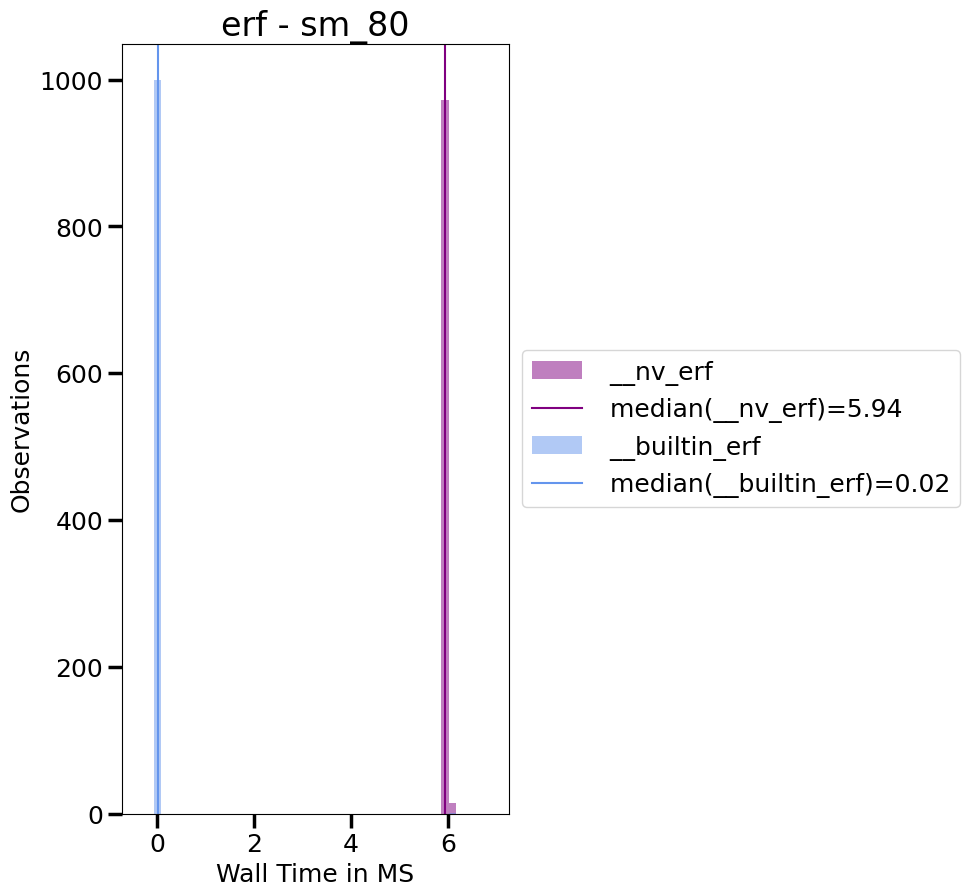 erf - sm_80
1000
800
600
400
200
0
Observations
0 2 4 6
Wall Time in MS
__nv_erf
median(__nv_erf)=5.94
__builtin_erf
median(__builtin_erf)=0.02